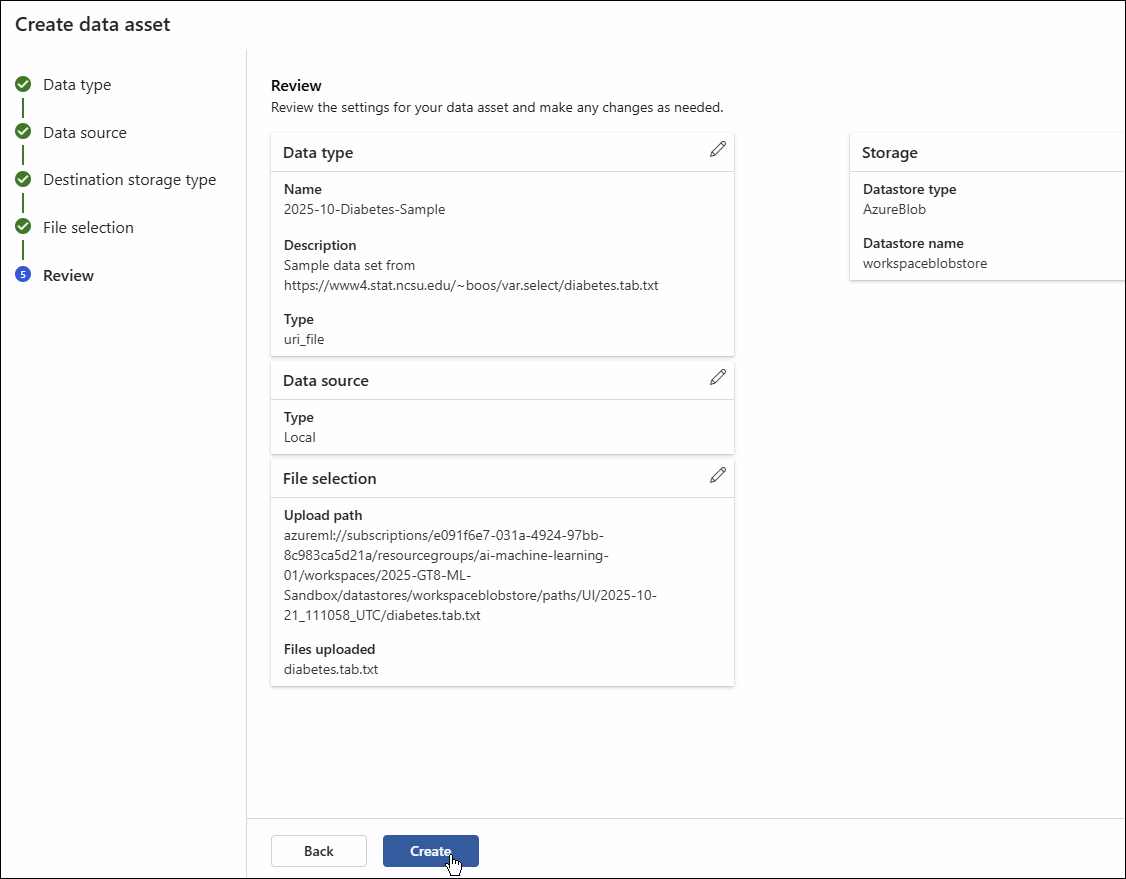 Create data asset
Data type
Data source
Destination storage type
File selection
5
Review
Review
Review the settings for your data asset and make any changes as needed.
Data type
Name
2025-10-Diabetes-Sample
Description
Sample data set from
https://www4.stat.ncsu.edu/~boos/var.select/diabetes.tab.txt
Type
uri_file
Data source
Type
Local
File selection
Upload path
azureml://subscriptions/e091f6e7-031a-4924-97bb-
8c983ca5d21a/resourcegroups/ai-machine-learning-
01/workspaces/2025-GT8-ML-
Sandbox/datastores/workspaceblobstore/paths/UI/2025-10-
21_111058_UTC/diabetes.tab.txt
Files uploaded
diabetes.tab.txt
Storage
Datastore type
AzureBlob
Datastore name
workspaceblobstore
Back
Create